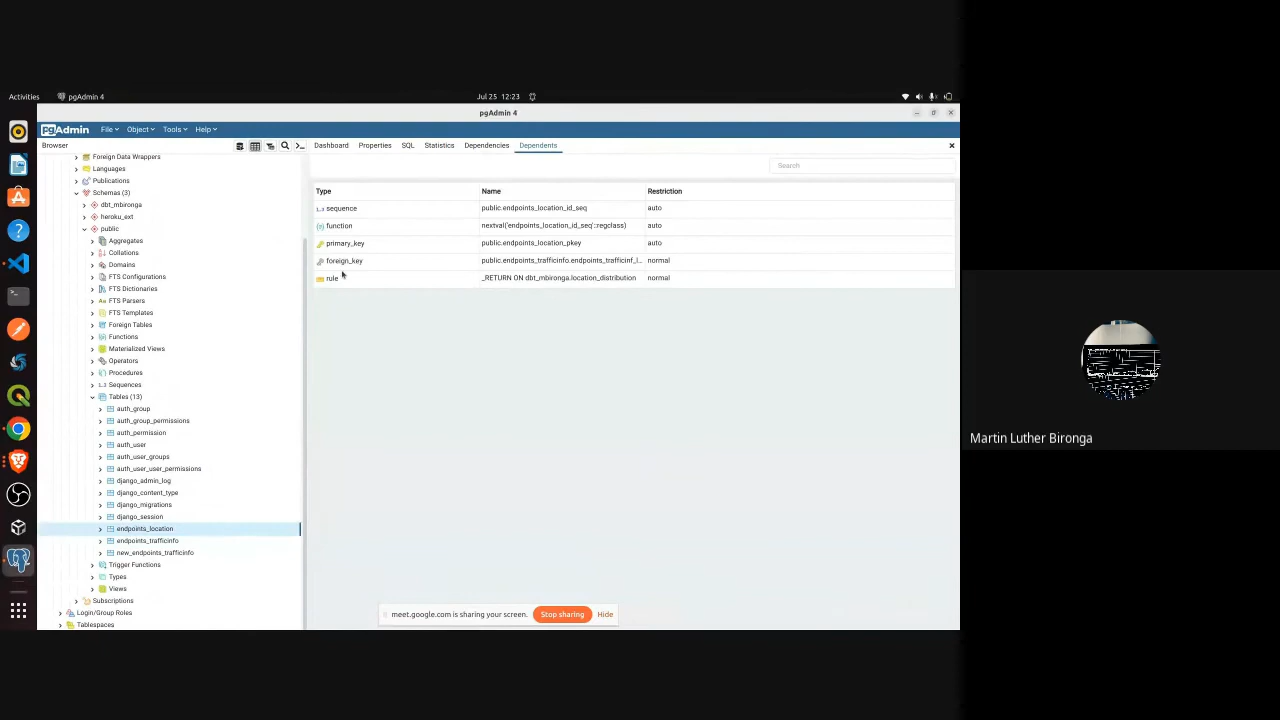 Activities
pgAdmin 4
Jul 25 12:23
pgAdmin 4
pgAdmin
File
Object
Tools
Help
Browser
Dashboard
Properties
SQL
Statistics
Dependencies
Dependents
Search
Foreign Data Wrappers
Languages
Publications
Schemas (3)
dbt_mbironga
heroku_ext
public
Aggregates
Collations
Domains
FTS Configurations
FTS Dictionaries
FTS Parsers
FTS Templates
Foreign Tables
Functions
Materialized Views
Operators
Procedures
Sequences
Tables (13)
auth_group
auth_group_permissions
auth_permission
auth_user
auth_user_groups
auth_user_user_permissions
django_admin_log
django_content_type
django_migrations
django_session
endpoints_location
endpoints_trafficinfo
new_endpoints_trafficinfo
Trigger Functions
Types
Views
Subscriptions
Login/Group Roles
Tablespaces
Type Name Restriction
sequence public.endpoints_location_id_seq auto
function nextval('endpoints_location_id_seq'::regclass) auto
primary_key public.endpoints_location_pkey auto
foreign_key public.endpoints_trafficinfo.endpoints_trafficinf_l... normal
rule _RETURN ON dbt_mbironga.location_distribution normal
meet.google.com is sharing your screen.
Stop sharing
Hide
Martin Luther Bironga